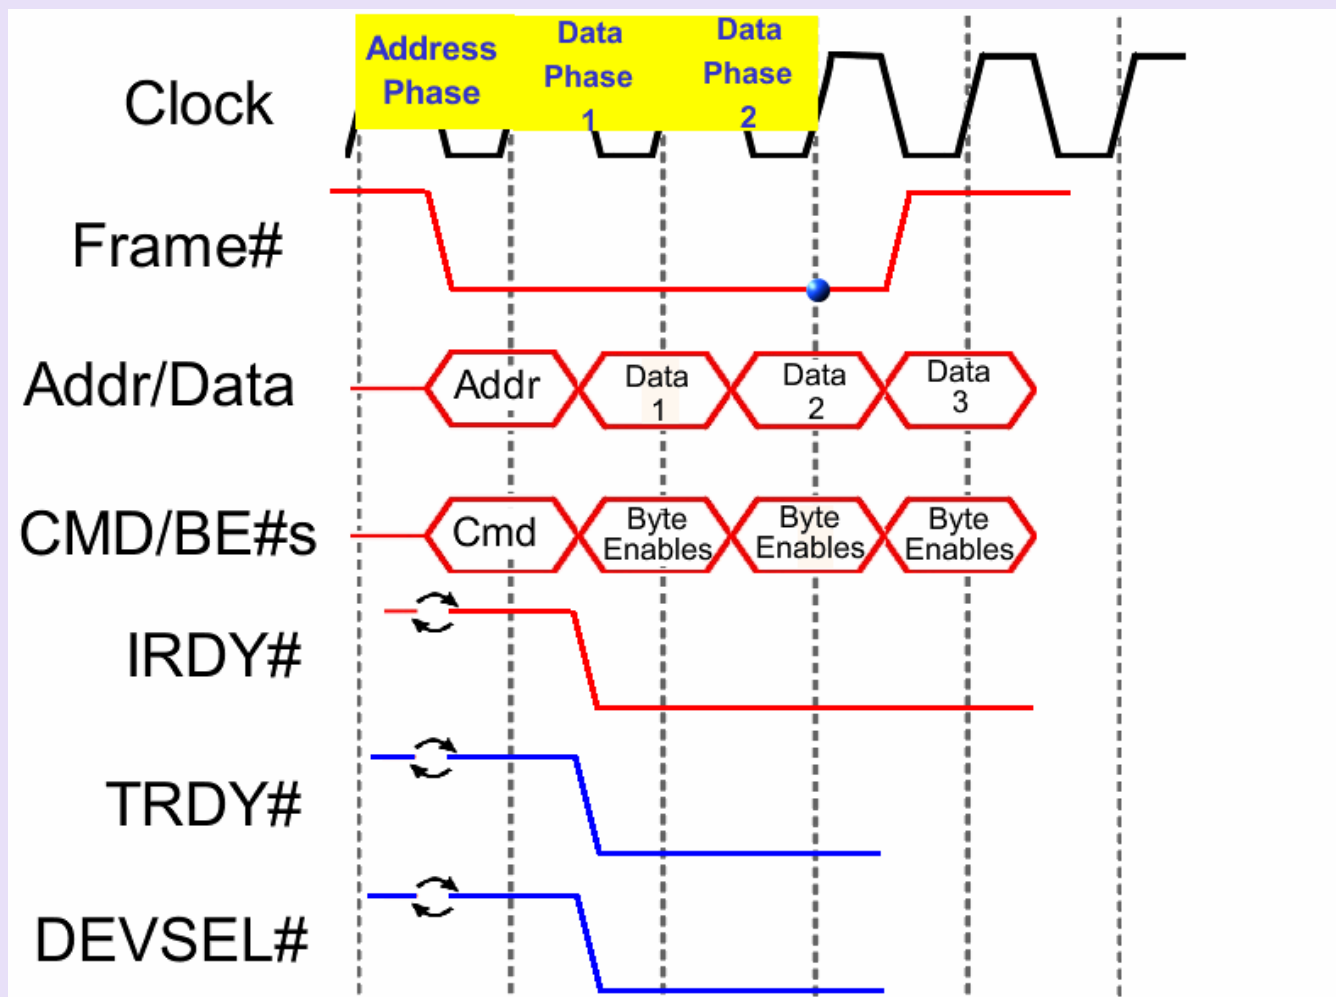 Address
Phase
Data
Phase
1
Data
Phase
2
Clock
Frame#
Addr/Data
Addr
Data
1
Data
2
Data
3
CMD/BE#s
Cmd
Byte
Enables
Byte
Enables
Byte
Enables
IRDY#
TRDY#
DEVSEL#